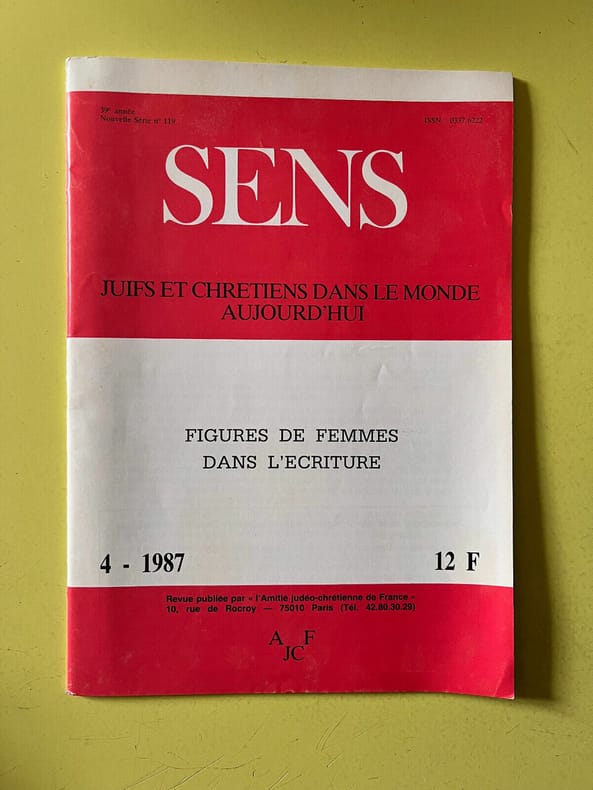 39e année
Nouvelle Série n° 119
ISSN 0337.6222
SENS
JUIFS ET CHRETIENS DANS LE MONDE
AUJOURD'HUI
FIGURES DE FEMMES
DANS L'ECRITURE
4 - 1987
12 F
Revue publiée par « l'Amitié judéo-chrétienne de France »
10, rue de Rocroy — 75010 Paris (Tél. 42.80.30.29)
A F
JC